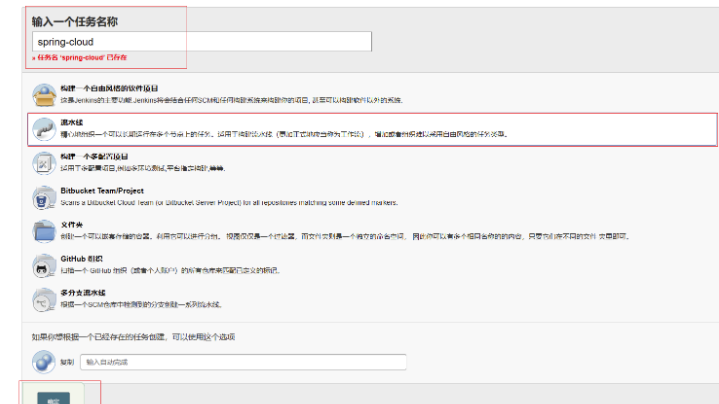 输入一个任务名称
spring-cloud
» 任务名 'spring-cloud' 已存在
构建一个自由风格的软件项目
这是Jenkins的主要功能.Jenkins将会结合任何SCM和任何构建系统来构建你的项目, 甚至可以构建软件以外的系统.
流水线
精心地组织一个可以长期运行在多个节点上的任务。适用于构建流水线（更加正式地应当称为工作流），增加或者组织难以采用自由风格的任务类型。
构建一个多配置项目
适用于多配置项目,例如多环境测试,平台指定构建,等等.
Bitbucket Team/Project
Scans a Bitbucket Cloud Team (or Bitbucket Server Project) for all repositories matching some defined markers.
文件夹
创建一个可以嵌套存储的容器。利用它可以进行分组。 视图仅仅是一个过滤器，而文件夹则是一个独立的命名空间， 因此你可以有多个相同名称的的内容，只要它们在不同的文件 夹里即可。
GitHub 组织
扫描一个 GitHub 组织（或者个人账户）的所有仓库来匹配已定义的标记。
多分支流水线
根据一个SCM仓库中检测到的分支创建一系列流水线。
如果你想根据一个已经存在的任务创建，可以使用这个选项
复制 输入自动完成